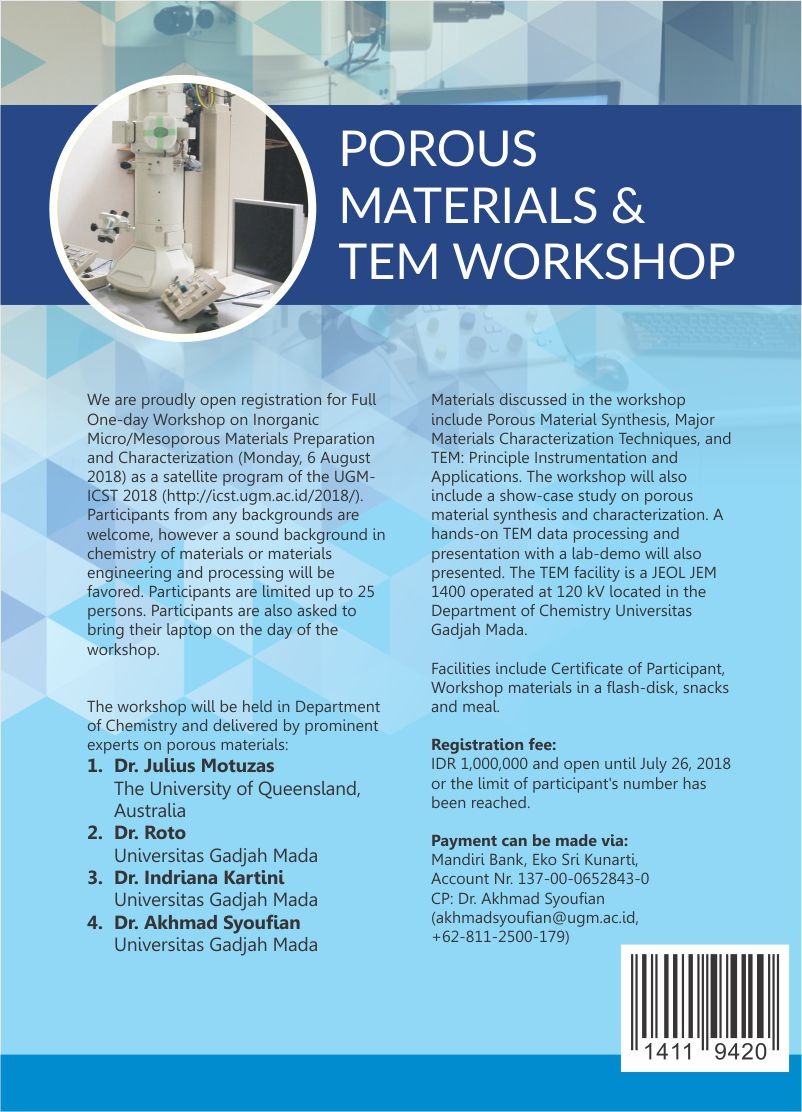 POROUS
MATERIALS &
TEM WORKSHOP
We are proudly open registration for Full
One-day Workshop on Inorganic
Micro/Mesoporous Materials Preparation
and Characterization (Monday, 6 August
2018) as a satellite program of the UGM-
ICST 2018 (http://icst.ugm.ac.id/2018/).
Participants from any backgrounds are
welcome, however a sound background in
chemistry of materials or materials
engineering and processing will be
favored. Participants are limited up to 25
persons. Participants are also asked to
bring their laptop on the day of the
workshop.
The workshop will be held in Department
of Chemistry and delivered by prominent
experts on porous materials:
1. Dr. Julius Motuzas
The University of Queensland,
Australia
2. Dr. Roto
Universitas Gadjah Mada
3. Dr. Indriana Kartini
Universitas Gadjah Mada
4. Dr. Akhmad Syoufian
Universitas Gadjah Mada
Materials discussed in the workshop
include Porous Material Synthesis, Major
Materials Characterization Techniques, and
TEM: Principle Instrumentation and
Applications. The workshop will also
include a show-case study on porous
material synthesis and characterization. A
hands-on TEM data processing and
presentation with a lab-demo will also
presented. The TEM facility is a JEOL JEM
1400 operated at 120 kV located in the
Department of Chemistry Universitas
Gadjah Mada.
Facilities include Certificate of Participant,
Workshop materials in a flash-disk, snacks
and meal.
Registration fee:
IDR 1,000,000 and open until July 26, 2018
or the limit of participant's number has
been reached.
Payment can be made via:
Mandiri Bank, Eko Sri Kunarti,
Account Nr. 137-00-0652843-0
CP: Dr. Akhmad Syoufian
(akhmadsyoufian@ugm.ac.id,
+62-811-2500-179)
1411 9420